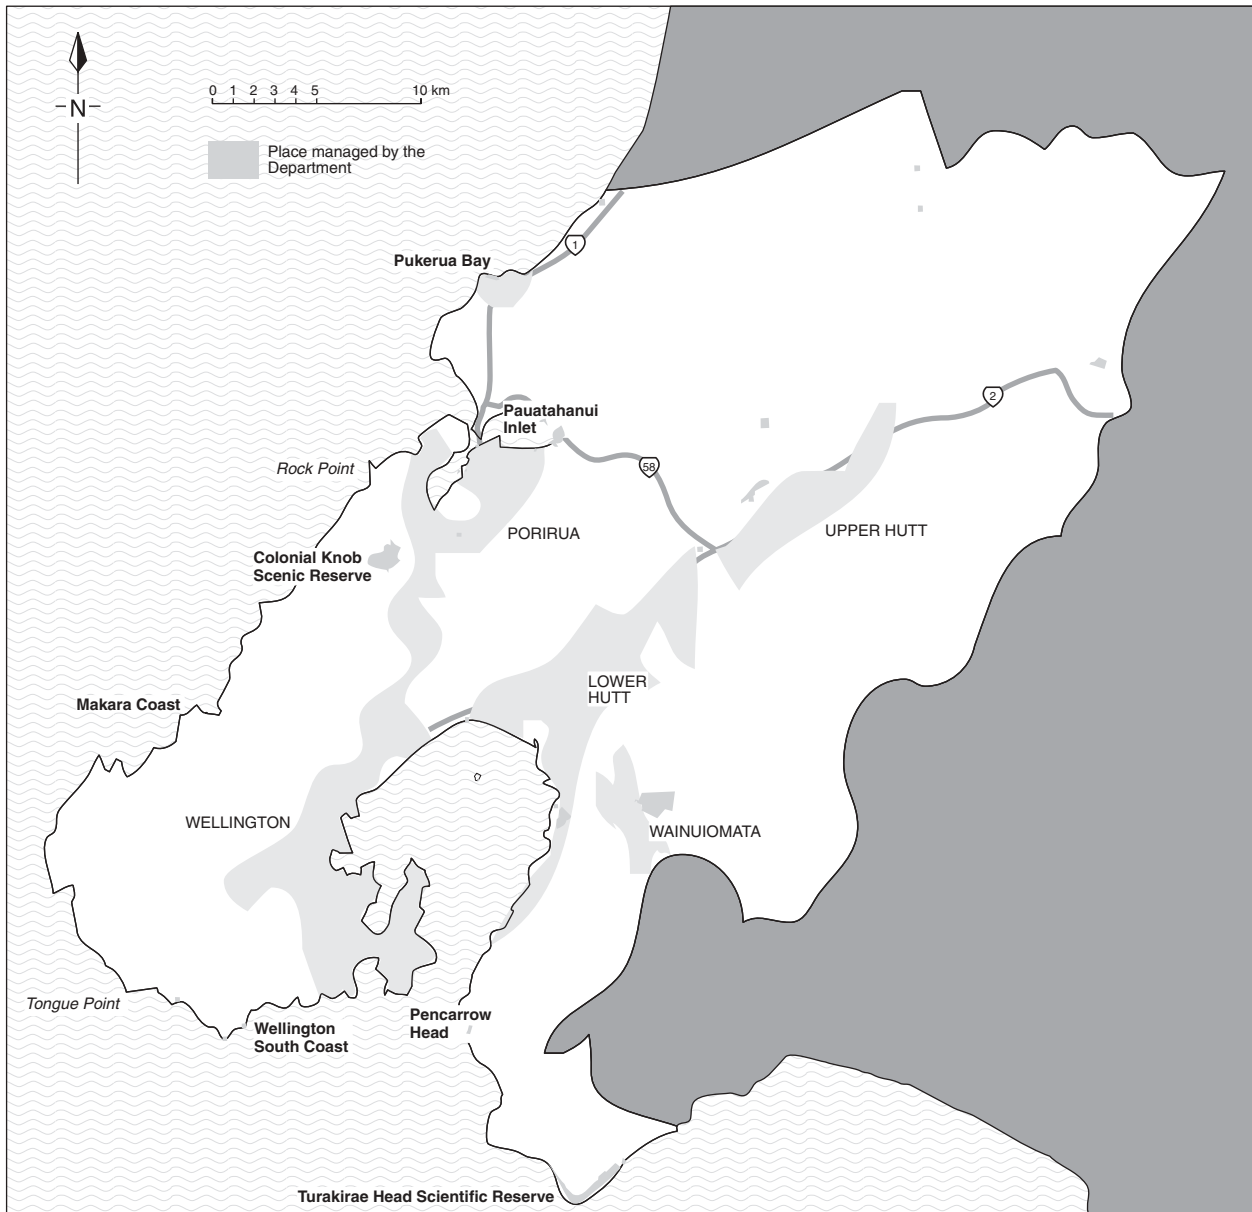 N
0 1 2 3 4 5 10 km
Place managed by the
Department
1
Pukerua Bay
2
Pauatahanui
Inlet
Rock Point
58
PORIRUA
UPPER HUTT
Colonial Knob
Scenic Reserve
LOWER
HUTT
Makara Coast
WELLINGTON
WAINUIOMATA
Tongue Point
Pencarrow
Head
Wellington
South Coast
Turakirae Head Scientific Reserve